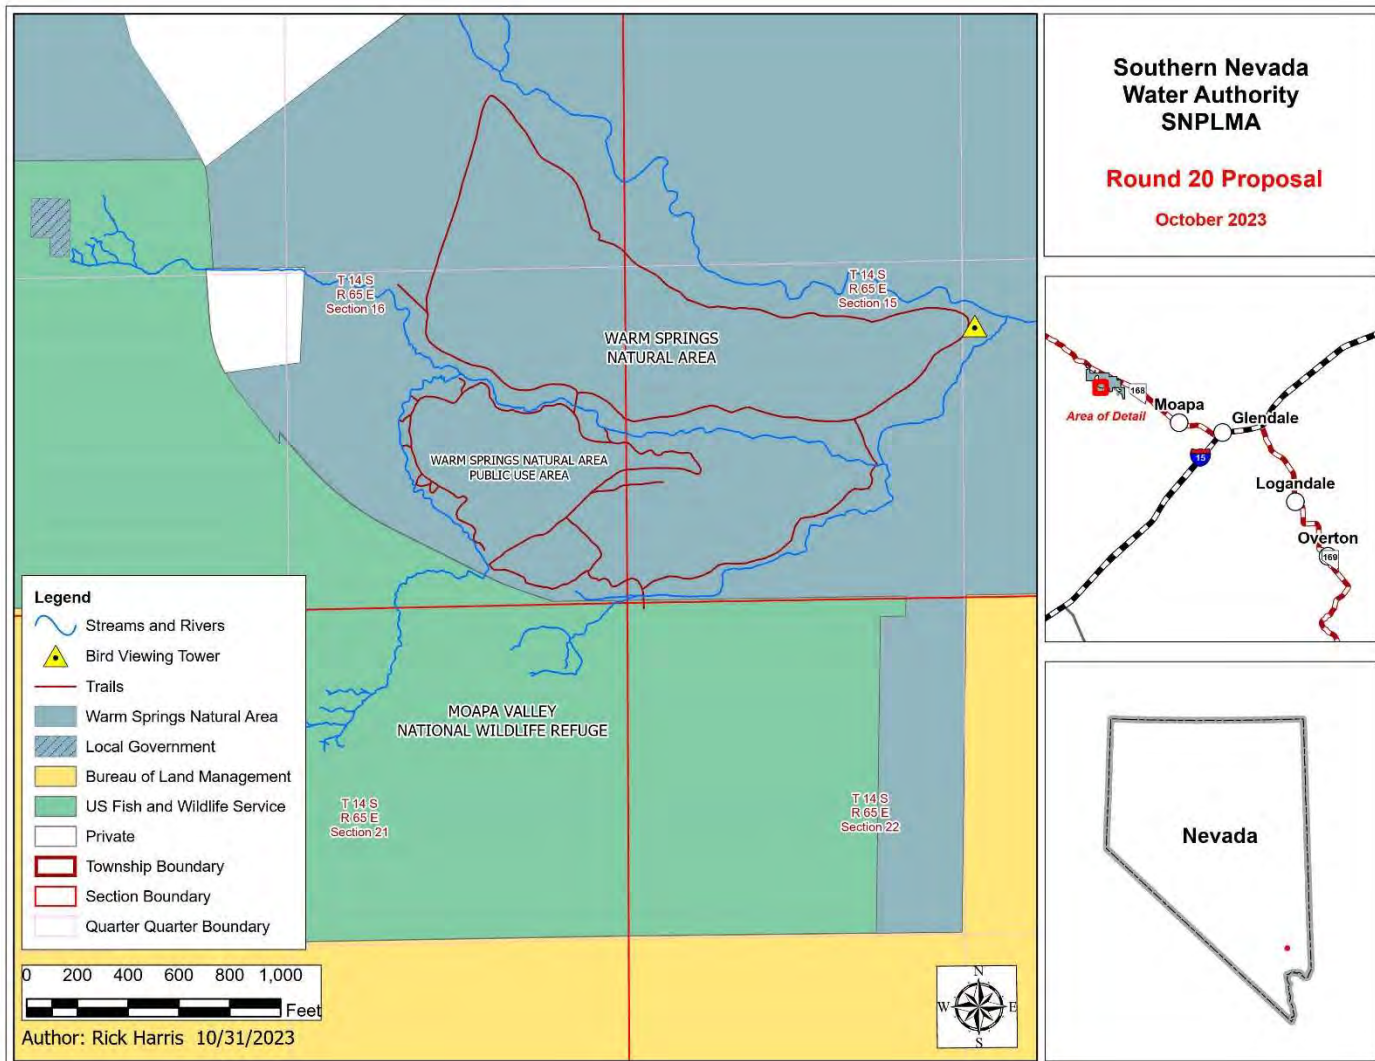 Southern Nevada
Water Authority
SNPLMA
Round 20 Proposal
October 2023
T 14 S
R 65 E
Section 16
T 14 S
R 65 E
Section 15
WARM SPRINGS
NATURAL AREA
WARM SPRINGS NATURAL AREA
PUBLIC USE AREA
MOAPA VALLEY
NATIONAL WILDLIFE REFUGE
T 14 S
R 65 E
Section 21
T 14 S
R 65 E
Section 22
Legend
Streams and Rivers
Bird Viewing Tower
Trails
Warm Springs Natural Area
Local Government
Bureau of Land Management
US Fish and Wildlife Service
Private
Township Boundary
Section Boundary
Quarter Quarter Boundary
0 200 400 600 800 1,000
Feet
Author: Rick Harris 10/31/2023
N
W E
S
168
Area of Detail
Moapa
Glendale
15
Logandale
Overton
169
Nevada